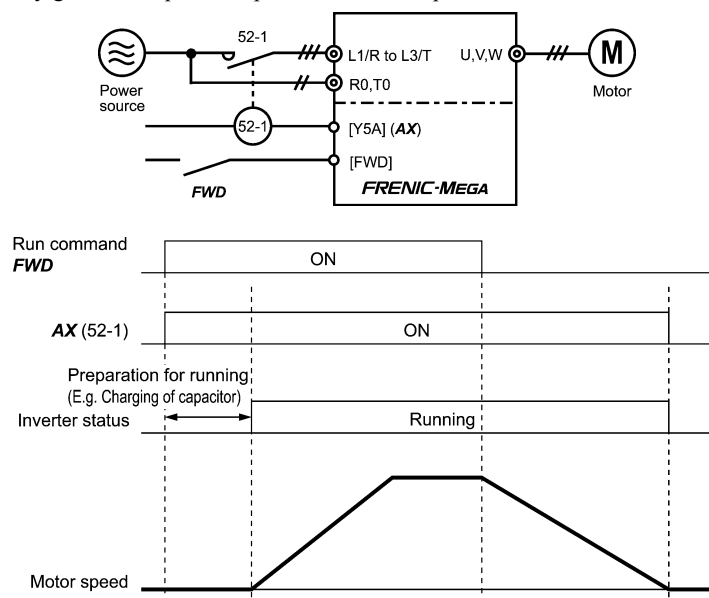 52-1
L1/R to L3/T
U,V,W
M
Power
source
R0,T0
Motor
52-1
[Y5A] (AX)
[FWD]
FWD
FRENIC-MEGA
Run command
FWD
ON
AX (52-1)
ON
Preparation for running
(E.g. Charging of capacitor)
Inverter status
Running
Motor speed